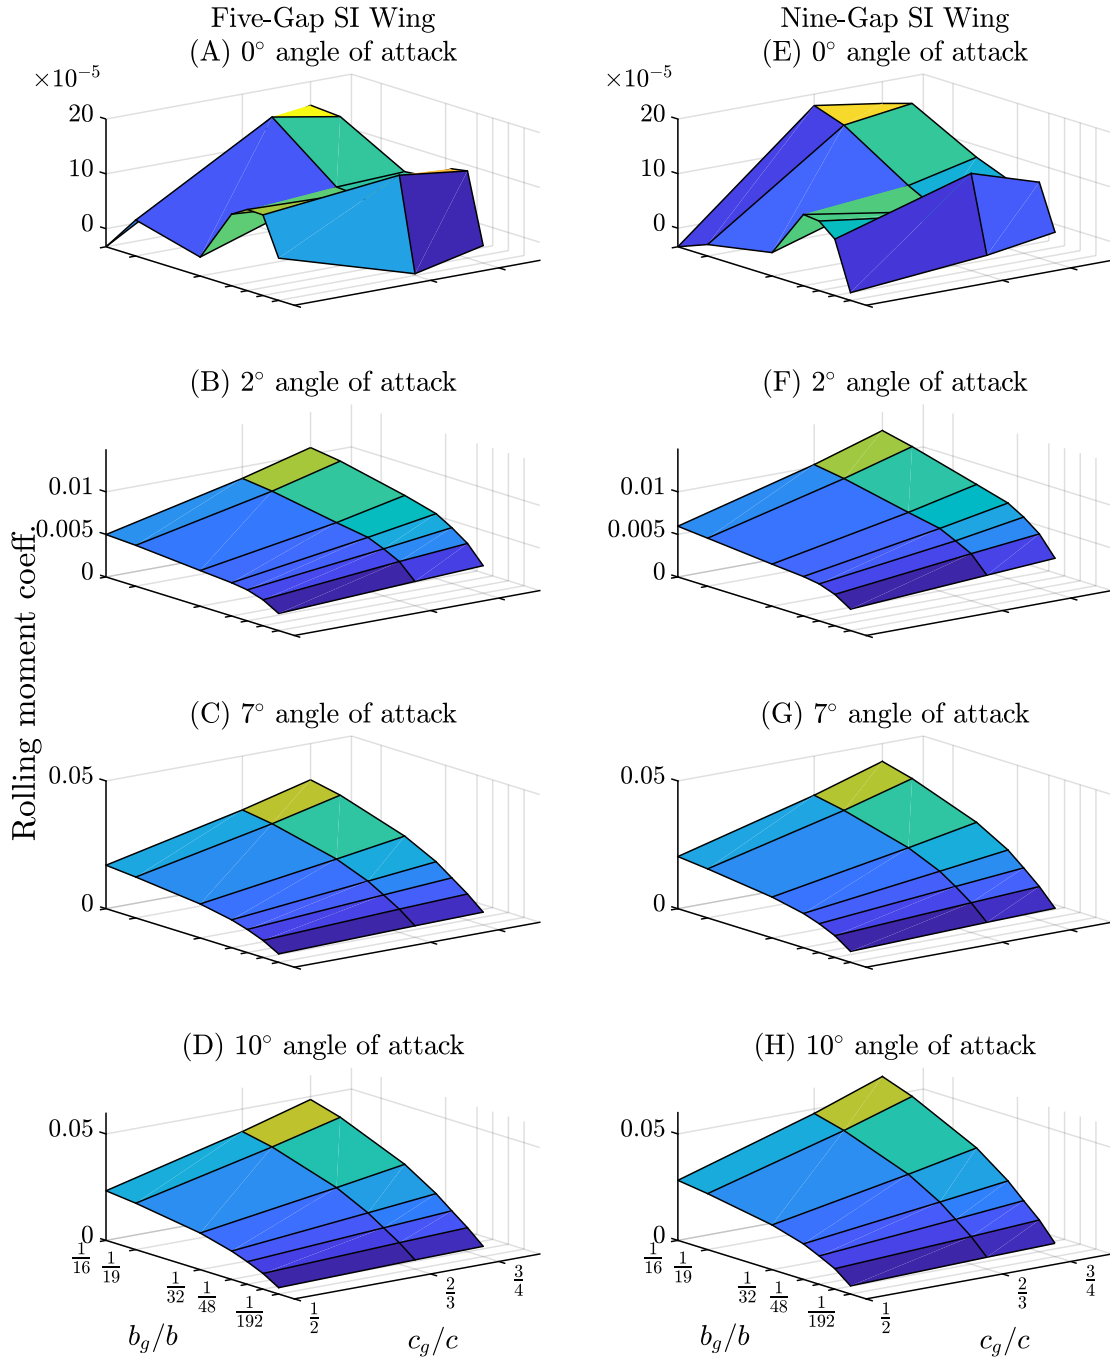 Five-Gap SI Wing
Nine-Gap SI Wing
(A) 0° angle of attack
(E) 0° angle of attack
×10⁻⁵
20
10
0
×10⁻⁵
20
10
0
(B) 2° angle of attack
(F) 2° angle of attack
0.01
0.005
0
0.01
0.005
0
Rolling moment coeff.
(C) 7° angle of attack
(G) 7° angle of attack
0.05
0
0.05
0
(D) 10° angle of attack
(H) 10° angle of attack
0.05
0
1/16 1/19 1/32 1/48 1/192
1/2 2/3 3/4
b_g/b
c_g/c
0.05
0
1/16 1/19 1/32 1/48 1/192
1/2 2/3 3/4
b_g/b
c_g/c